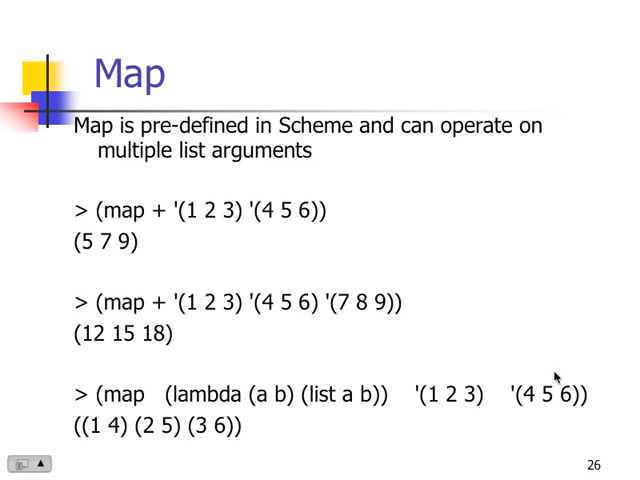 Map
Map is pre-defined in Scheme and can operate on
multiple list arguments
> (map + '(1 2 3) '(4 5 6))
(5 7 9)
> (map + '(1 2 3) '(4 5 6) '(7 8 9))
(12 15 18)
> (map (lambda (a b) (list a b)) '(1 2 3) '(4 5 6))
((1 4) (2 5) (3 6))
26